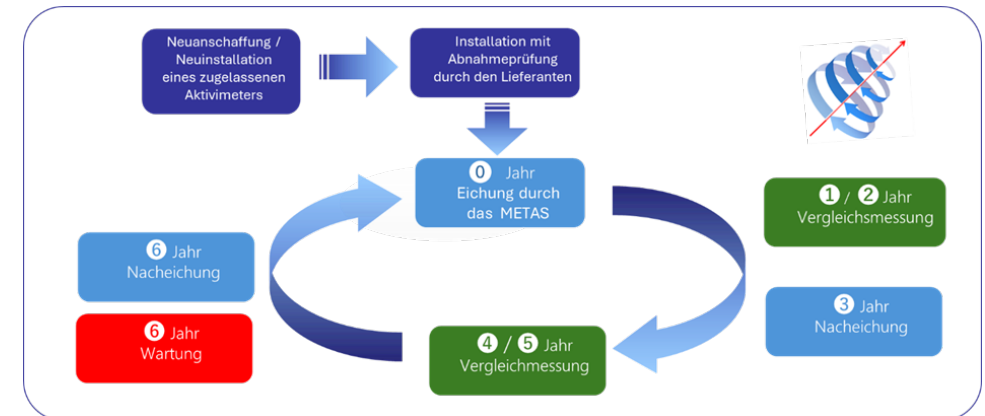 Neuanschaffung /
Neuinstallation
eines zugelassenen
Aktivimeters
Installation mit
Abnahmeprüfung
durch den Lieferanten
0 Jahr
Eichung durch
das METAS
1 / 2 Jahr
Vergleichsmessung
3 Jahr
Nacheichung
4 / 5 Jahr
Vergleichmessung
6 Jahr
Nacheichung
6 Jahr
Wartung